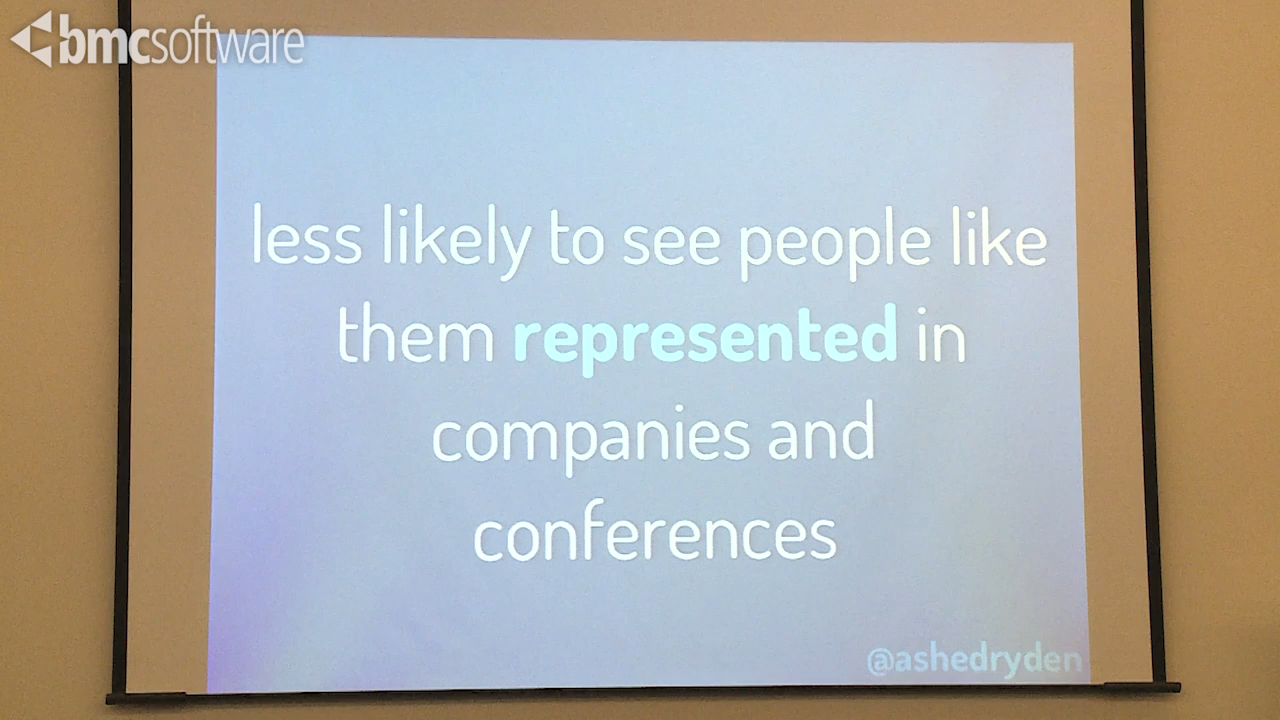 bmcsoftware
less likely to see people like
them represented in
companies and
conferences
@ashedryden